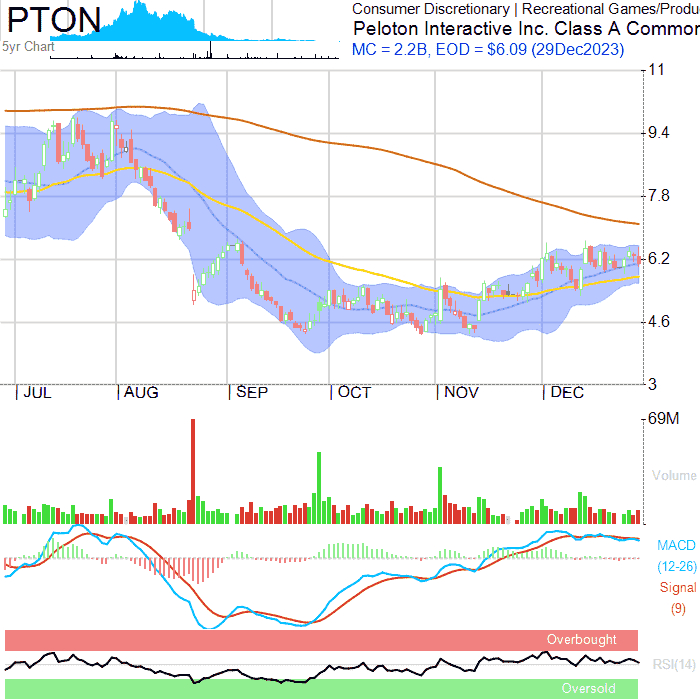 PTON
5yr Chart
Consumer Discretionary | Recreational Games/Produ
Peloton Interactive Inc. Class A Common
MC = 2.2B, EOD = $6.09 (29Dec2023)
11
9.4
7.8
6.2
4.6
3
JUL
AUG
SEP
OCT
NOV
DEC
69M
Volume
MACD
(12-26)
Signal
(9)
Overbought
RSI(14)
Oversold